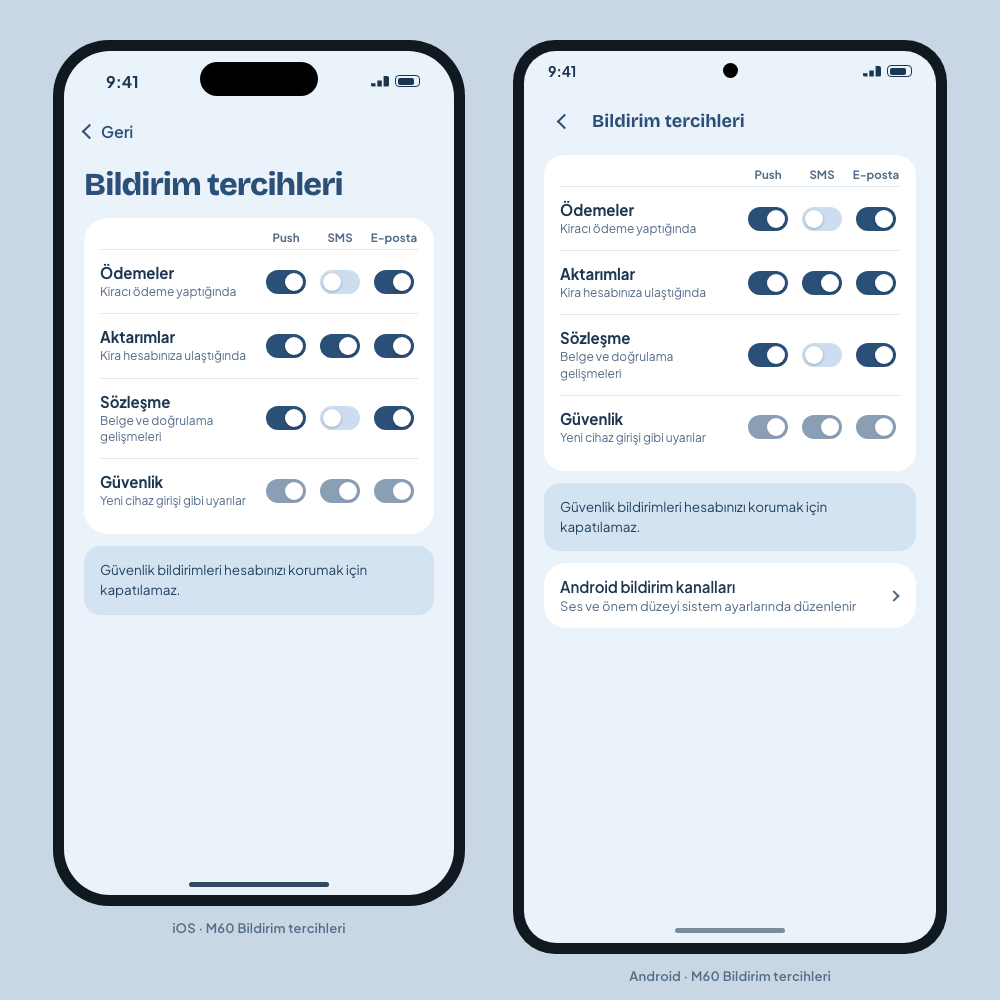 9:41
Geri
Bildirim tercihleri
Push SMS E-posta
Ödemeler
Kiracı ödeme yaptığında
Aktarımlar
Kira hesabınıza ulaştığında
Sözleşme
Belge ve doğrulama
gelişmeleri
Güvenlik
Yeni cihaz girişi gibi uyarılar
Güvenlik bildirimleri hesabınızı korumak için
kapatılamaz.
iOS · M60 Bildirim tercihleri
9:41
Bildirim tercihleri
Push SMS E-posta
Ödemeler
Kiracı ödeme yaptığında
Aktarımlar
Kira hesabınıza ulaştığında
Sözleşme
Belge ve doğrulama
gelişmeleri
Güvenlik
Yeni cihaz girişi gibi uyarılar
Güvenlik bildirimleri hesabınızı korumak için
kapatılamaz.
Android bildirim kanalları
Ses ve önem düzeyi sistem ayarlarında düzenlenir
Android · M60 Bildirim tercihleri